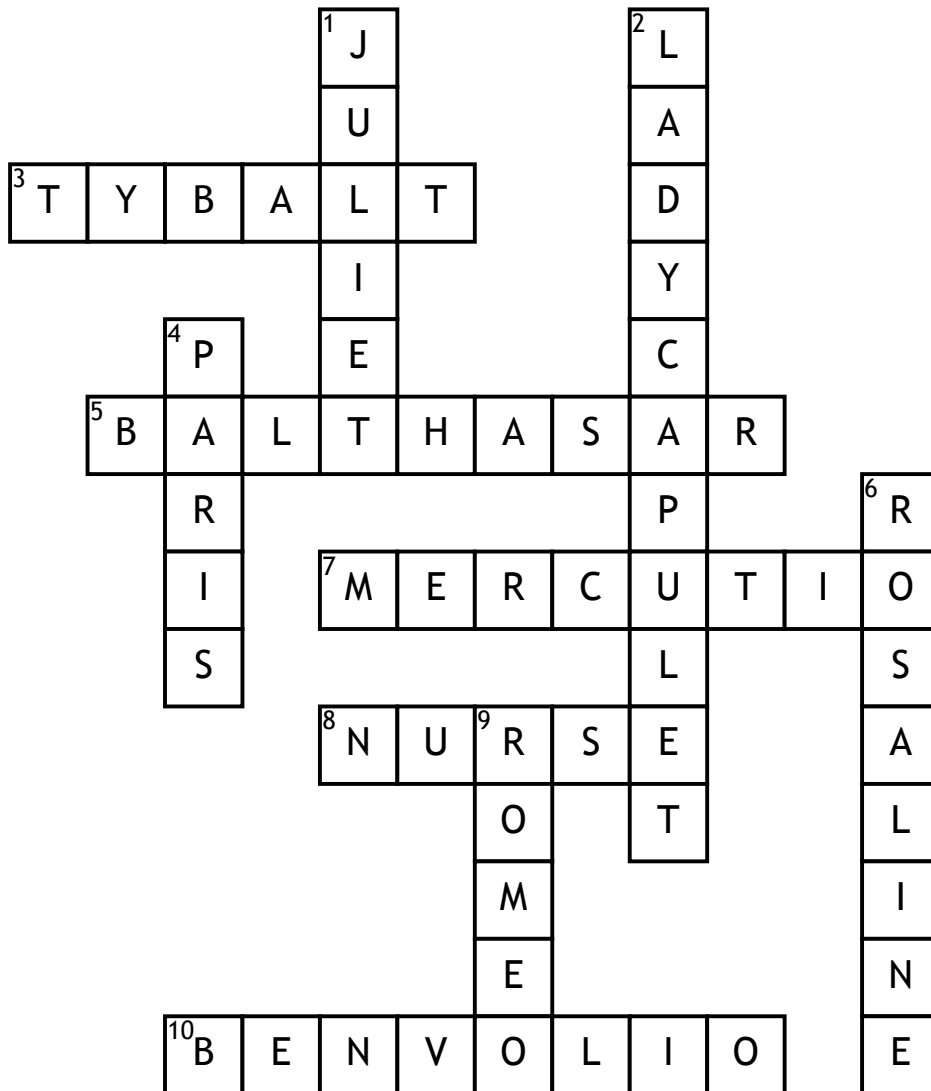 1 J 2 L
U A
3 T Y B A L T D
I Y
4 P E C
5 B A L T H A S A R
R P 6 R
I 7 M E R C U T I O
S L S
8 N U 9 R S E A
O T L
M I
E N
10 B E N V O L I O E